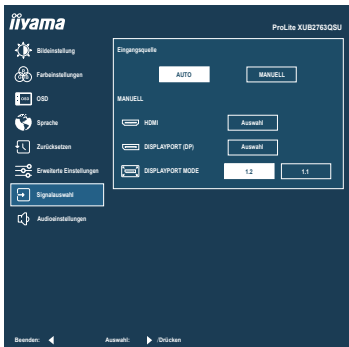 iiyama
ProLite XUB2763QSU
Bildeinstellung
Farbeinstellungen
OSD
OSD
Sprache
Zurücksetzen
Erweiterte Einstellungen
Signalauswahl
Audioeinstellungen
Eingangsquelle
AUTO
MANUELL
MANUELL
HDMI
Auswahl
DISPLAYPORT (DP)
Auswahl
DISPLAYPORT MODE
1.2
1.1
Beenden:
Auswahl:
/Drücken